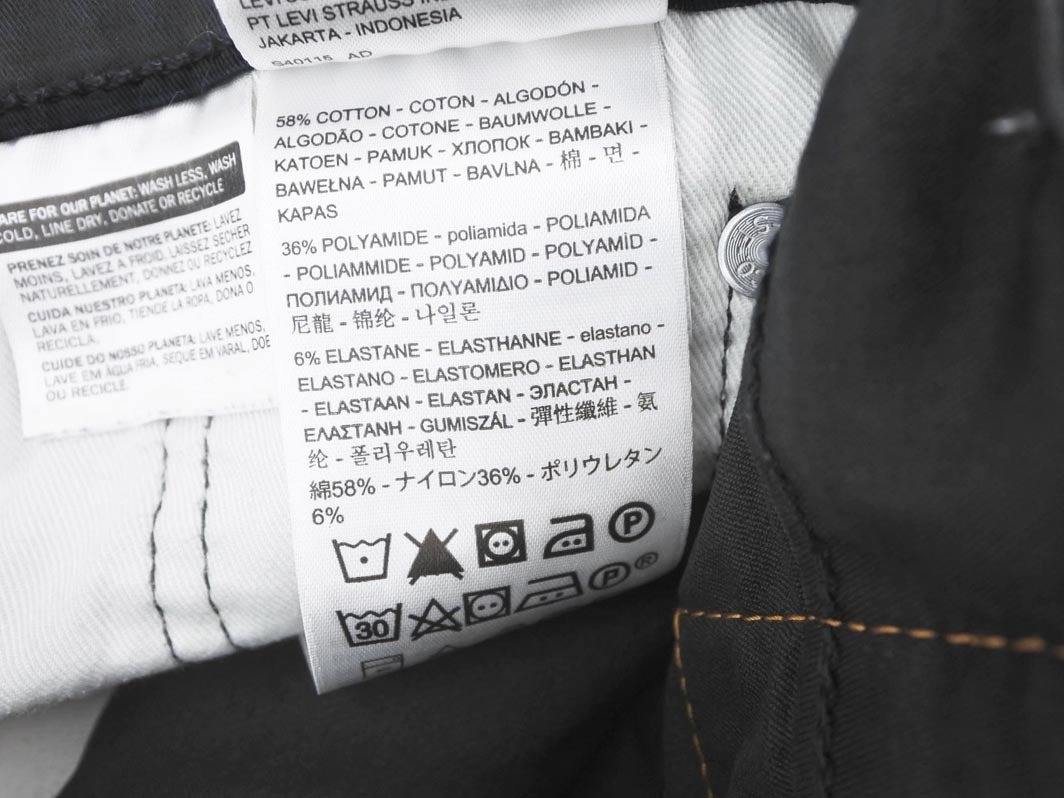 PT LEVI STRAUSS IN
JAKARTA - INDONESIA
S40115 AD
ARE FOR OUR PLANET: WASH LESS, WASH
COLD, LINE DRY, DONATE OR RECYCLE
PRENEZ SOIN DE NOTRE PLANETE: LAVEZ
MOINS, LAVEZ A FROID, LAISSEZ SECHER
NATURELLEMENT, DONNEZ OU RECYCLEZ
CUIDA NUESTRO PLANETA: LAVA MENOS,
LAVA EN FRIO, TIENDE LA ROPA, DONA O
RECICLA.
CUIDE DO NOSSO PLANETA: LAVE MENOS,
LAVE EM ÁGUA FRIA, SEQUE EM VARAL, DOE
OU RECICLE.
58% COTTON - COTON - ALGODÓN -
ALGODÃO - COTONE - BAUMWOLLE -
KATOEN - PAMUK - ХЛОПОК - BAMBAKI -
BAWEŁNA - PAMUT - BAVLNA - 棉 - 면 -
KAPAS
36% POLYAMIDE - poliamida - POLIAMIDA
- POLIAMMIDE - POLYAMID - POLYAMİD -
ПОЛИАМИД - ΠΟΛΥΑΜΙΔΙΟ - POLIAMID -
尼龍 - 锦纶 - 나일론
6% ELASTANE - ELASTHANNE - elastano -
ELASTANO - ELASTOMERO - ELASTHAN
- ELASTAAN - ELASTAN - ЭЛАСТАН -
ΕΛΑΣΤΑΝΗ - GUMISZÁL - 彈性纖維 - 氨
纶 - 폴리우레탄
綿58% - ナイロン36% - ポリウレタン
6%
P
30
P ®